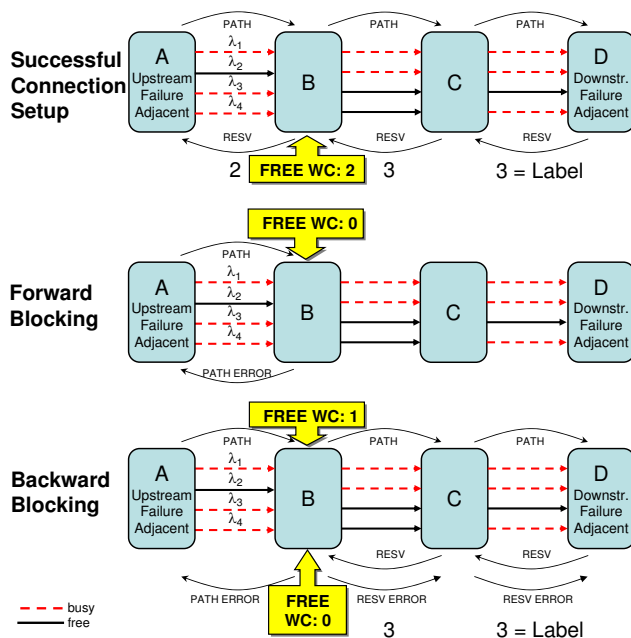 PATH PATH PATH
Successful
Connection
Setup
A
Upstream
Failure
Adjacent
λ1
λ2
λ3
λ4
B
C
D
Downstr.
Failure
Adjacent
RESV RESV RESV
2 FREE WC: 2 3 3 = Label
FREE WC: 0
PATH
Forward
Blocking
A
Upstream
Failure
Adjacent
λ1
λ2
λ3
λ4
B
C
D
Downstr.
Failure
Adjacent
PATH ERROR
FREE WC: 1
PATH PATH PATH
Backward
Blocking
A
Upstream
Failure
Adjacent
λ1
λ2
λ3
λ4
B
C
D
Downstr.
Failure
Adjacent
RESV RESV
PATH ERROR RESV ERROR RESV ERROR
FREE
WC: 0
3 3 = Label
busy
free